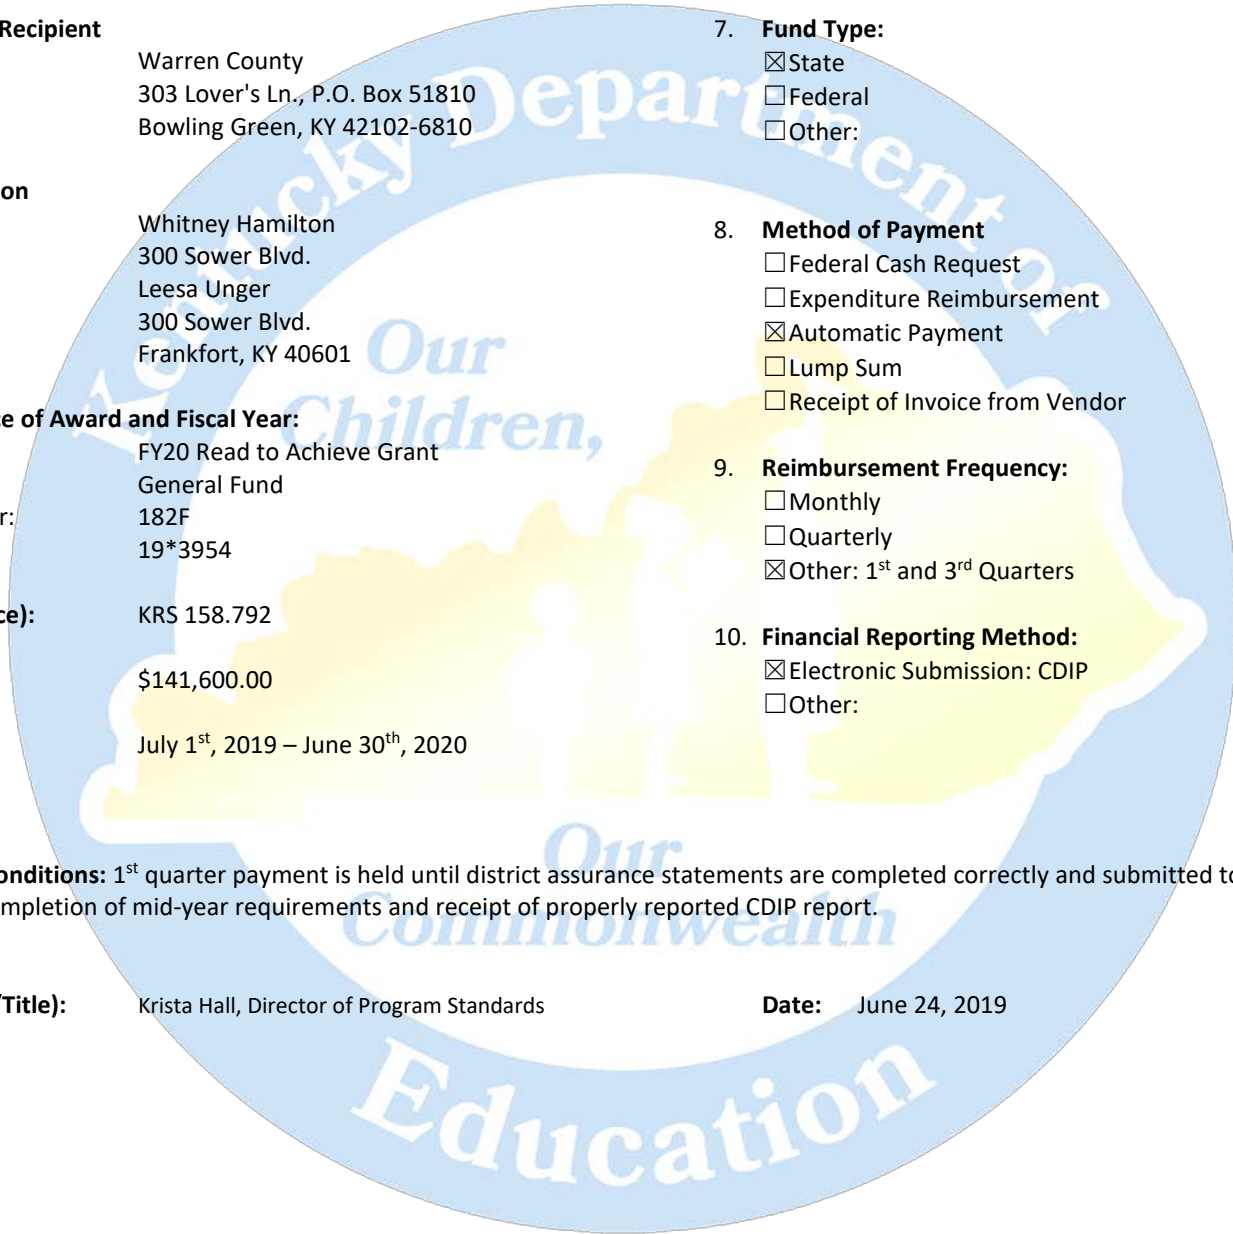 Recipient
Warren County
303 Lover's Ln., P.O. Box 51810
Bowling Green, KY 42102-6810
on
Whitney Hamilton
300 Sower Blvd.
Leesa Unger
300 Sower Blvd.
Frankfort, KY 40601
e of Award and Fiscal Year:
FY20 Read to Achieve Grant
General Fund
r: 182F
19*3954
ce): KRS 158.792
$141,600.00
July 1st, 2019 – June 30th, 2020
7. Fund Type:
☒State
☐Federal
☐Other:
8. Method of Payment
☐Federal Cash Request
☐Expenditure Reimbursement
☒Automatic Payment
☐Lump Sum
☐Receipt of Invoice from Vendor
9. Reimbursement Frequency:
☐Monthly
☐Quarterly
☒Other: 1st and 3rd Quarters
10. Financial Reporting Method:
☒Electronic Submission: CDIP
☐Other:
onditions: 1st quarter payment is held until district assurance statements are completed correctly and submitted to
mpletion of mid-year requirements and receipt of properly reported CDIP report.
/Title): Krista Hall, Director of Program Standards Date: June 24, 2019
Kentucky Department of
Education
Our
Children,
Our
Commonwealth